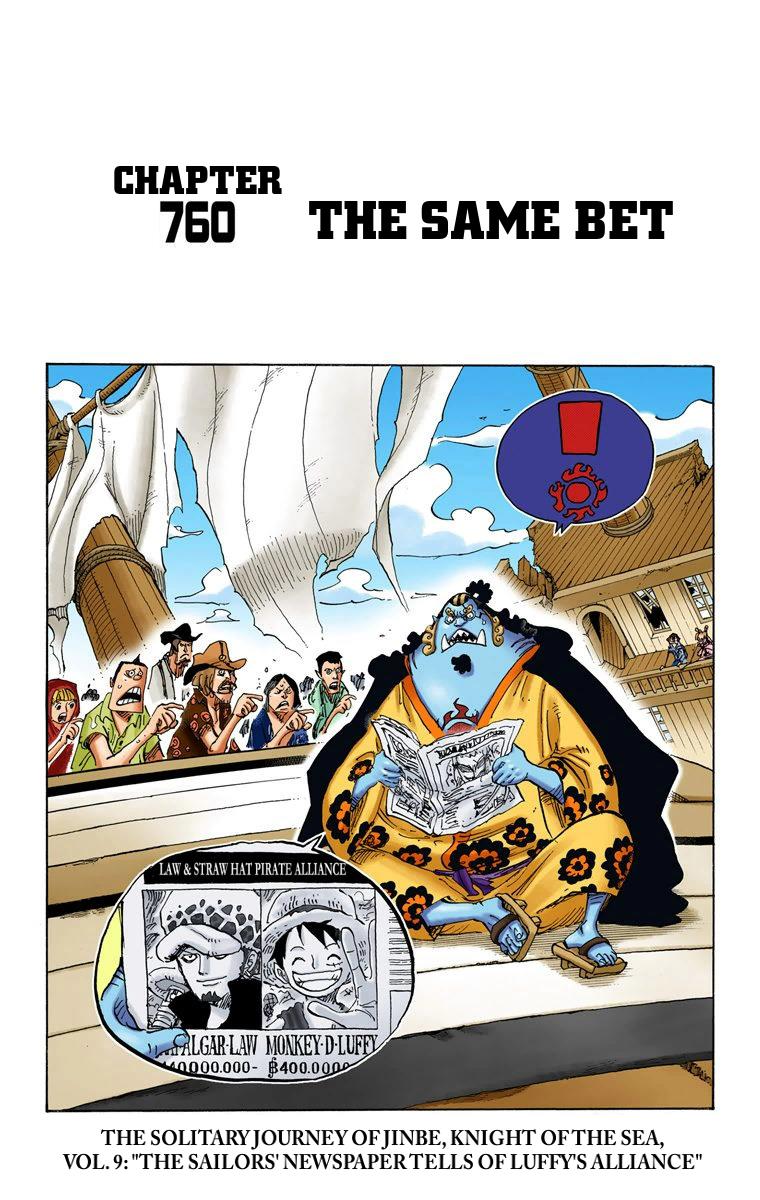 CHAPTER
760
THE SAME BET
!
LAW & STRAW HAT PIRATE ALLIANCE
MONKEY·D·LUFFY
THE SOLITARY JOURNEY OF JINBE, KNIGHT OF THE SEA,
VOL. 9: "THE SAILORS' NEWSPAPER TELLS OF LUFFY'S ALLIANCE"